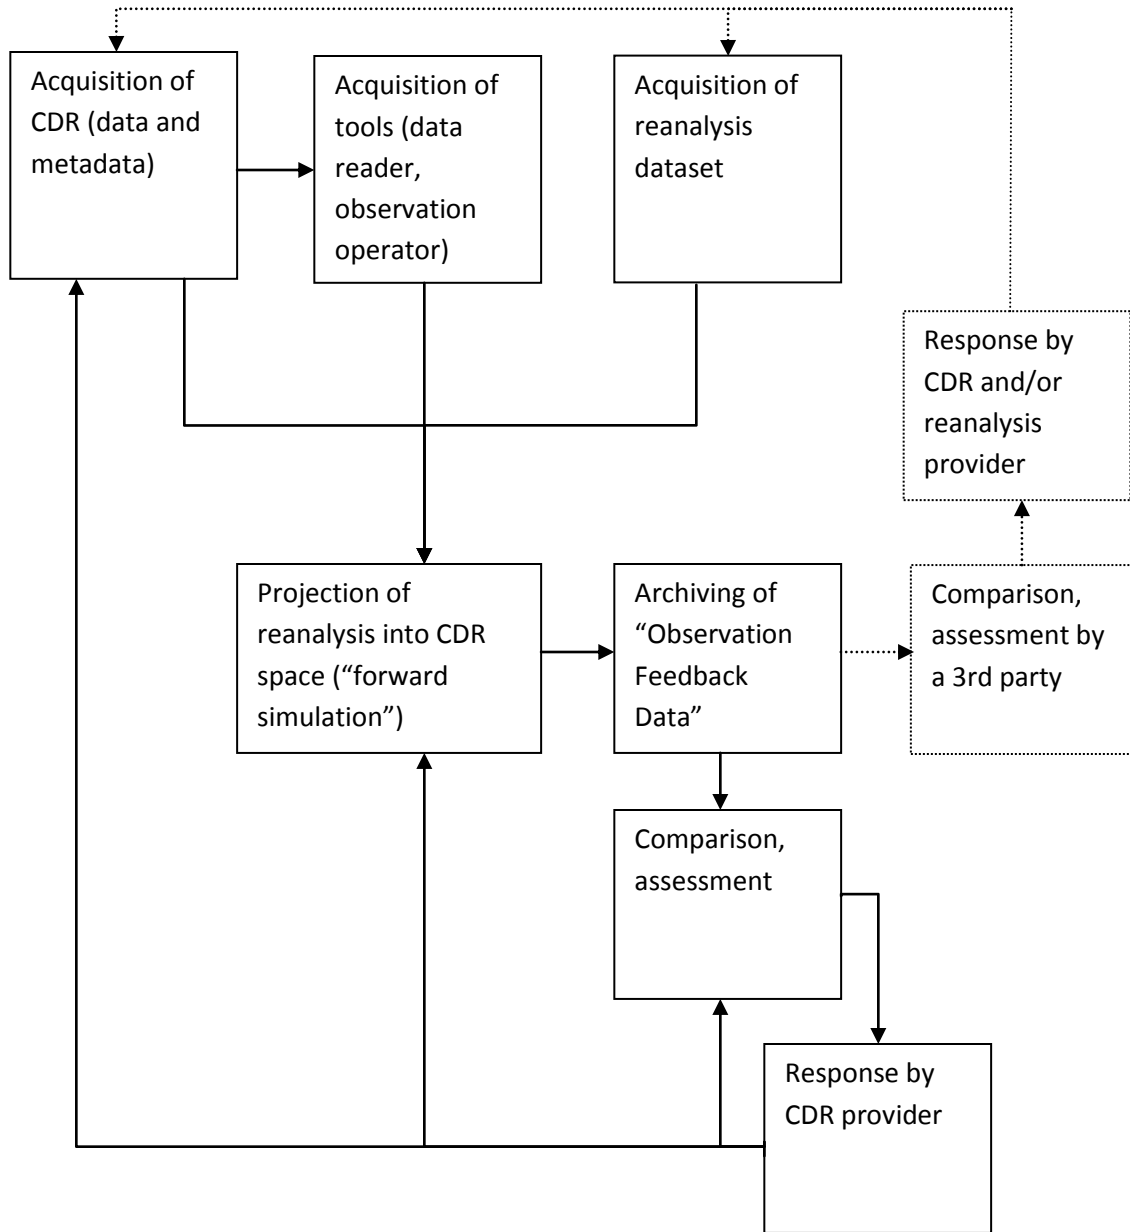 Acquisition of
CDR (data and
metadata)
Acquisition of
tools (data
reader,
observation
operator)
Acquisition of
reanalysis
dataset
Response by
CDR and/or
reanalysis
provider
Projection of
reanalysis into CDR
space (“forward
simulation”)
Archiving of
“Observation
Feedback
Data”
Comparison,
assessment by
a 3rd party
Comparison,
assessment
Response by
CDR provider